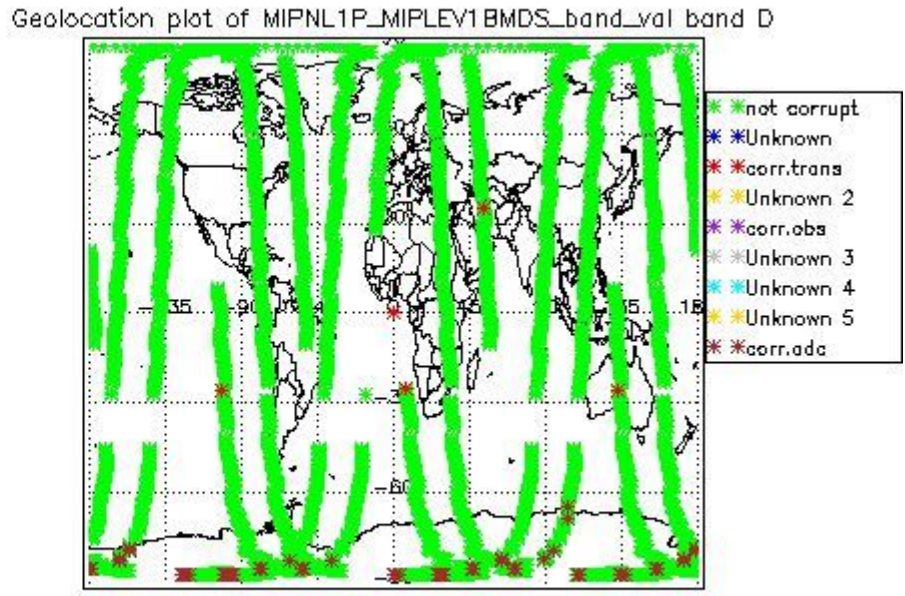 Geolocation plot of MIPNL1P_MIPLEV1BMDS_band_val band D
not corrupt
Unknown
corr.trans
Unknown 2
corr.obs
Unknown 3
Unknown 4
Unknown 5
corr.adc
-60